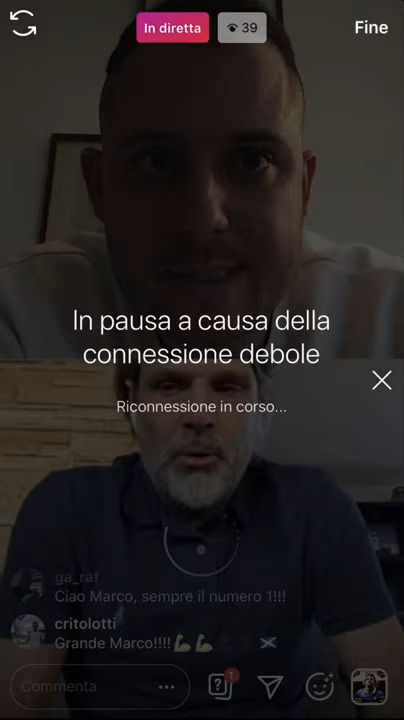 In diretta
39
Fine
In pausa a causa della
connessione debole
Riconnessione in corso...
ga_raf
Ciao Marco, sempre il numero 1!!!
critolotti
Grande Marco!!!!💪💪
Commenta
1